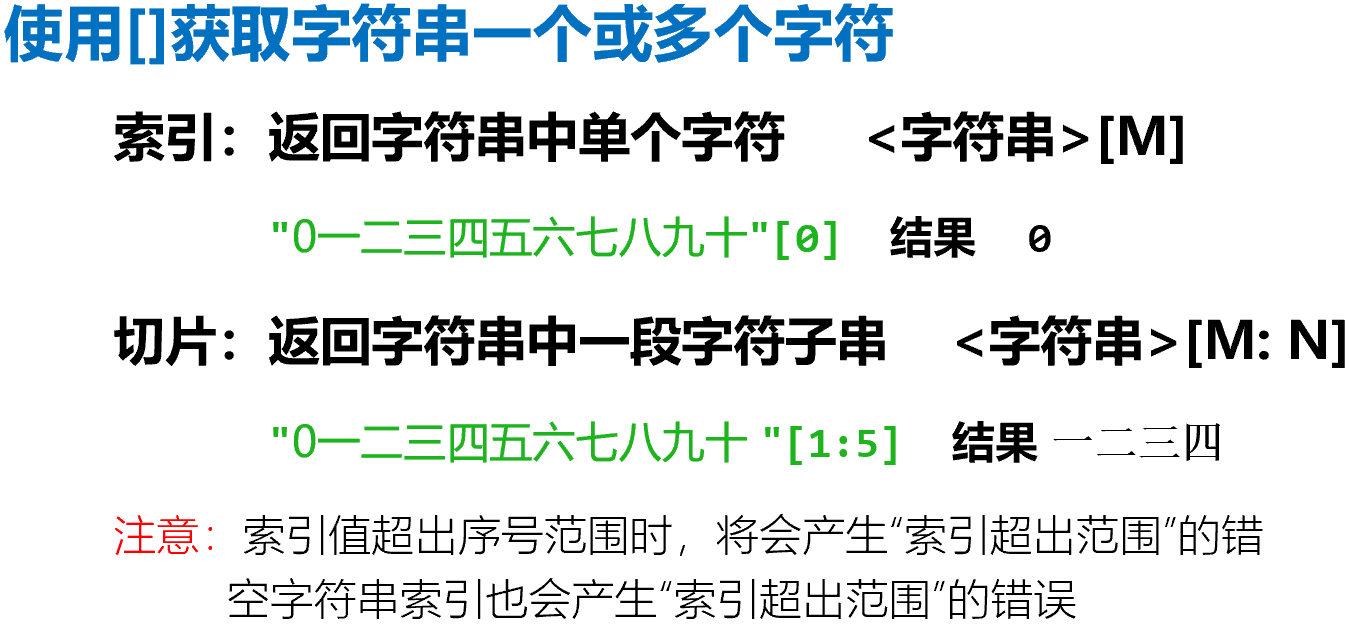 使用[]获取字符串一个或多个字符
索引：返回字符串中单个字符 <字符串>[M]
"0一二三四五六七八九十"[0] 结果 0
切片：返回字符串中一段字符子串 <字符串>[M: N]
"0一二三四五六七八九十 "[1:5] 结果 一二三四
注意：索引值超出序号范围时，将会产生“索引超出范围”的错
空字符串索引也会产生“索引超出范围”的错误